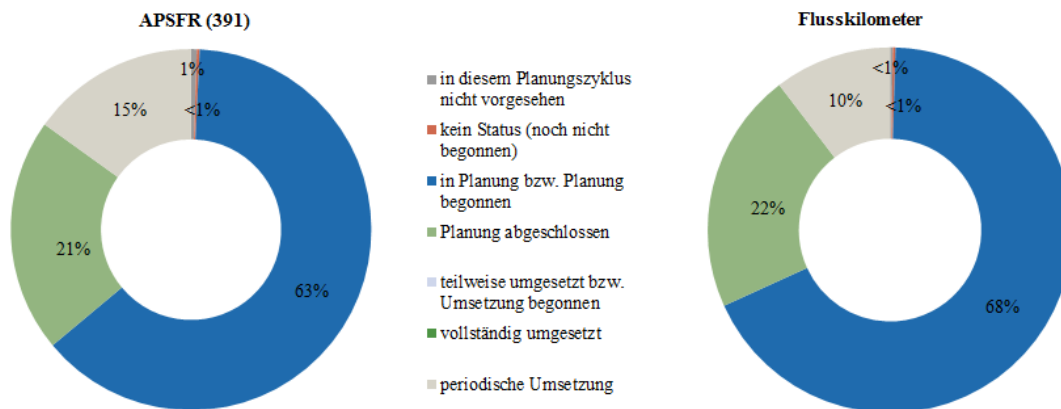 APSFR (391)
1%
<1%
15%
21%
63%
in diesem Planungszyklus
nicht vorgesehen
kein Status (noch nicht
begonnen)
in Planung bzw. Planung
begonnen
Planung abgeschlossen
teilweise umgesetzt bzw.
Umsetzung begonnen
vollständig umgesetzt
periodische Umsetzung
Flusskilometer
<1%
<1%
10%
22%
68%